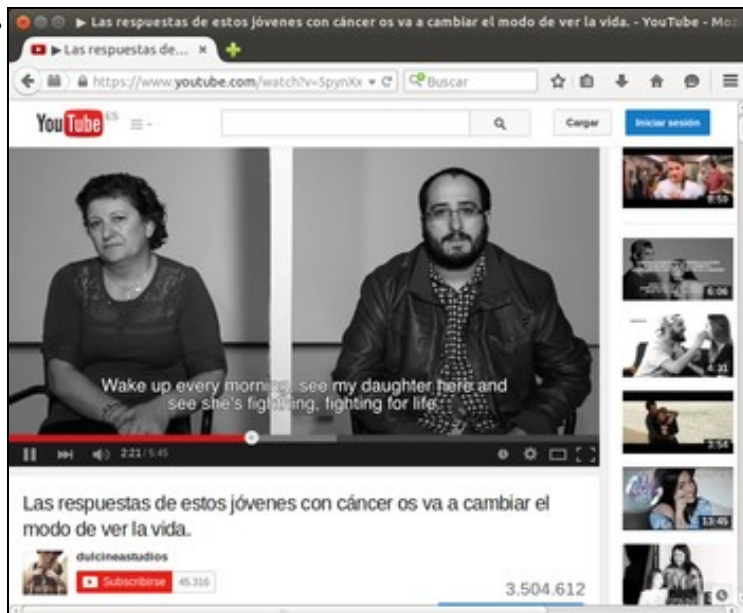 ▶ Las respuestas de estos jóvenes con cáncer os va a cambiar el modo de ver la vida. - YouTube - Moz
▶ Las respuestas de... ×
https://www.youtube.com/watch?v=SpynXx
Buscar
YouTube ES
Cargar
Iniciar sesión
8:59
6:06
4:31
Wake up every morning, see my daughter here and
see she's fighting, fighting for life.
3:54
2:21 / 5:45
Las respuestas de estos jóvenes con cáncer os va a cambiar el
modo de ver la vida.
13:45
dulcineastudios
Subscribirse 45.316
3.504.612